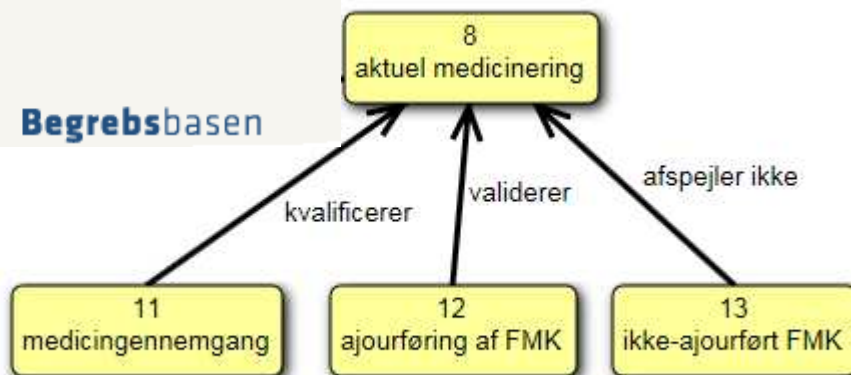 8
aktuel medicinering
Begrebsbasen
kvalificerer
validerer
afspejler ikke
11
medicingennemgang
12
ajourføring af FMK
13
ikke-ajourført FMK